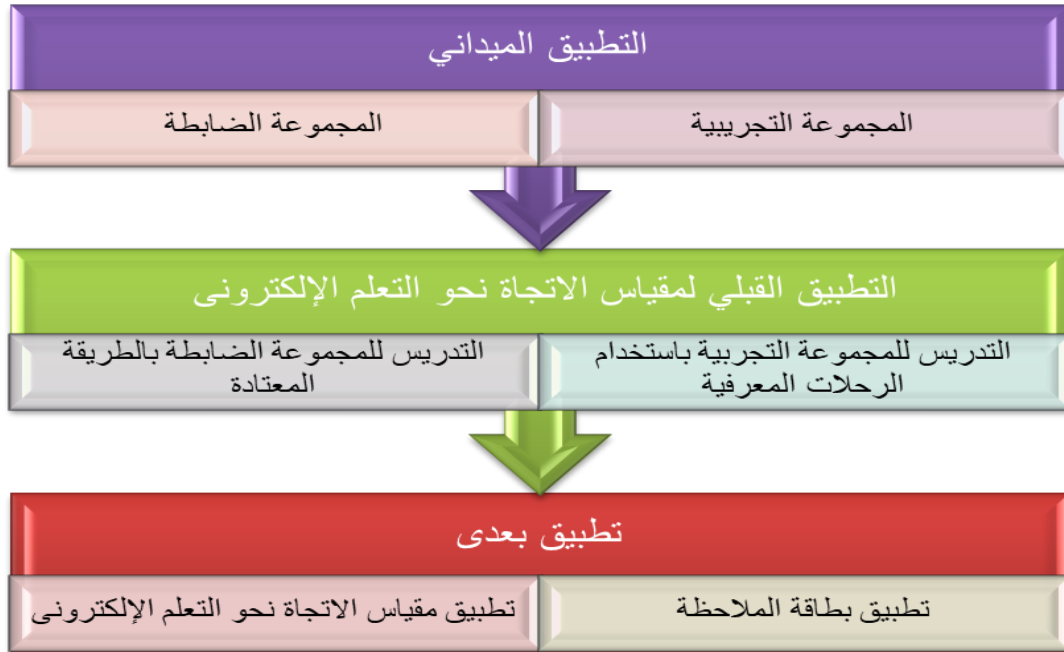 التطبيق الميداني
المجموعة التجريبية
المجموعة الضابطة
التطبيق القبلي لمقياس الاتجاة نحو التعلم الإلكترونى
التدريس للمجموعة التجربية باستخدام
الرحلات المعرفية
التدريس للمجموعة الضابطة بالطريقة
المعتادة
تطبيق بعدى
تطبيق بطاقة الملاحظة
تطبيق مقياس الاتجاة نحو التعلم الإلكترونى